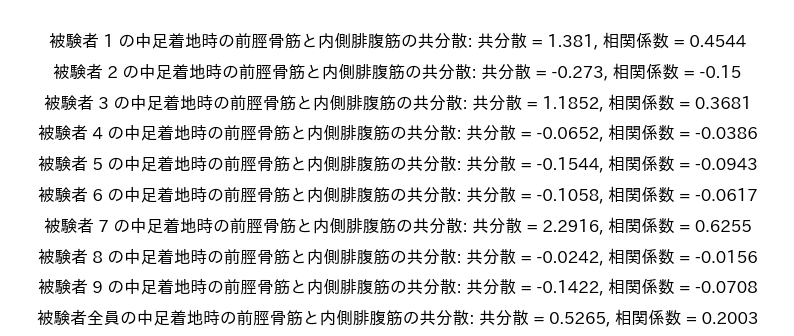 被験者 1 の中足着地時の前脛骨筋と内側腓腹筋の共分散: 共分散 = 1.381, 相関係数 = 0.4544
被験者 2 の中足着地時の前脛骨筋と内側腓腹筋の共分散: 共分散 = -0.273, 相関係数 = -0.15
被験者 3 の中足着地時の前脛骨筋と内側腓腹筋の共分散: 共分散 = 1.1852, 相関係数 = 0.3681
被験者 4 の中足着地時の前脛骨筋と内側腓腹筋の共分散: 共分散 = -0.0652, 相関係数 = -0.0386
被験者 5 の中足着地時の前脛骨筋と内側腓腹筋の共分散: 共分散 = -0.1544, 相関係数 = -0.0943
被験者 6 の中足着地時の前脛骨筋と内側腓腹筋の共分散: 共分散 = -0.1058, 相関係数 = -0.0617
被験者 7 の中足着地時の前脛骨筋と内側腓腹筋の共分散: 共分散 = 2.2916, 相関係数 = 0.6255
被験者 8 の中足着地時の前脛骨筋と内側腓腹筋の共分散: 共分散 = -0.0242, 相関係数 = -0.0156
被験者 9 の中足着地時の前脛骨筋と内側腓腹筋の共分散: 共分散 = -0.1422, 相関係数 = -0.0708
被験者全員の中足着地時の前脛骨筋と内側腓腹筋の共分散: 共分散 = 0.5265, 相関係数 = 0.2003